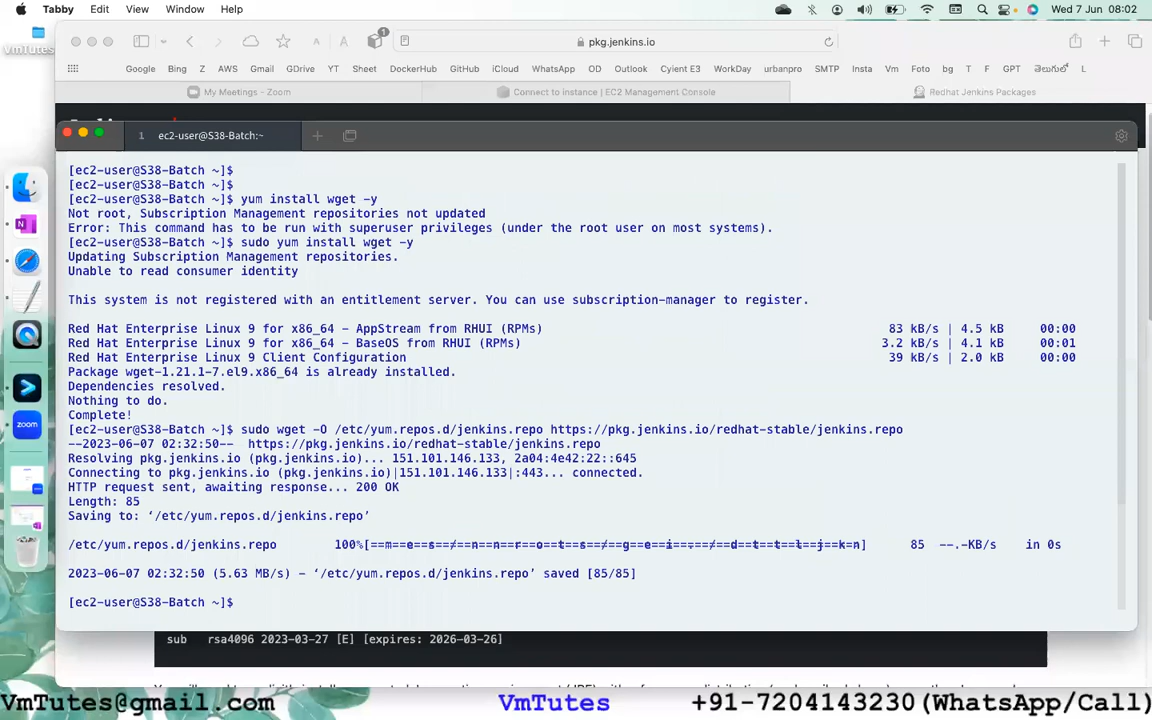 Tabby Edit View Window Help Wed 7 Jun 08:02
VmTutes
1
A A pkg.jenkins.io
Google Bing Z AWS Gmail GDrive YT Sheet DockerHub GitHub iCloud WhatsApp OD Outlook Cyient E3 WorkDay urbanpro SMTP Insta Vm Foto bg T F GPT తెలుగులో L
My Meetings - Zoom Connect to instance | EC2 Management Console Redhat Jenkins Packages
1 ec2-user@S38-Batch:~
[ec2-user@S38-Batch ~]$
[ec2-user@S38-Batch ~]$
[ec2-user@S38-Batch ~]$ yum install wget -y
Not root, Subscription Management repositories not updated
Error: This command has to be run with superuser privileges (under the root user on most systems).
[ec2-user@S38-Batch ~]$ sudo yum install wget -y
Updating Subscription Management repositories.
Unable to read consumer identity
This system is not registered with an entitlement server. You can use subscription-manager to register.
Red Hat Enterprise Linux 9 for x86_64 - AppStream from RHUI (RPMs) 83 kB/s | 4.5 kB 00:00
Red Hat Enterprise Linux 9 for x86_64 - BaseOS from RHUI (RPMs) 3.2 kB/s | 4.1 kB 00:01
Red Hat Enterprise Linux 9 Client Configuration 39 kB/s | 2.0 kB 00:00
Package wget-1.21.1-7.el9.x86_64 is already installed.
Dependencies resolved.
Nothing to do.
Complete!
[ec2-user@S38-Batch ~]$ sudo wget -O /etc/yum.repos.d/jenkins.repo https://pkg.jenkins.io/redhat-stable/jenkins.repo
--2023-06-07 02:32:50-- https://pkg.jenkins.io/redhat-stable/jenkins.repo
Resolving pkg.jenkins.io (pkg.jenkins.io)... 151.101.146.133, 2a04:4e42:22::645
Connecting to pkg.jenkins.io (pkg.jenkins.io)|151.101.146.133|:443... connected.
HTTP request sent, awaiting response... 200 OK
Length: 85
Saving to: ‘/etc/yum.repos.d/jenkins.repo’
/etc/yum.repos.d/jenkins.repo 100%[==m==e==s=/==n==n==r==o==t==s==/==g==e==i==.==/==d==t==t==l==j==k=n] 85 --.-KB/s in 0s
2023-06-07 02:32:50 (5.63 MB/s) - ‘/etc/yum.repos.d/jenkins.repo’ saved [85/85]
[ec2-user@S38-Batch ~]$
sub rsa4096 2023-03-27 [E] [expires: 2026-03-26]
zoom
VmTutes@gmail.com VmTutes +91-7204143230(WhatsApp/Call)